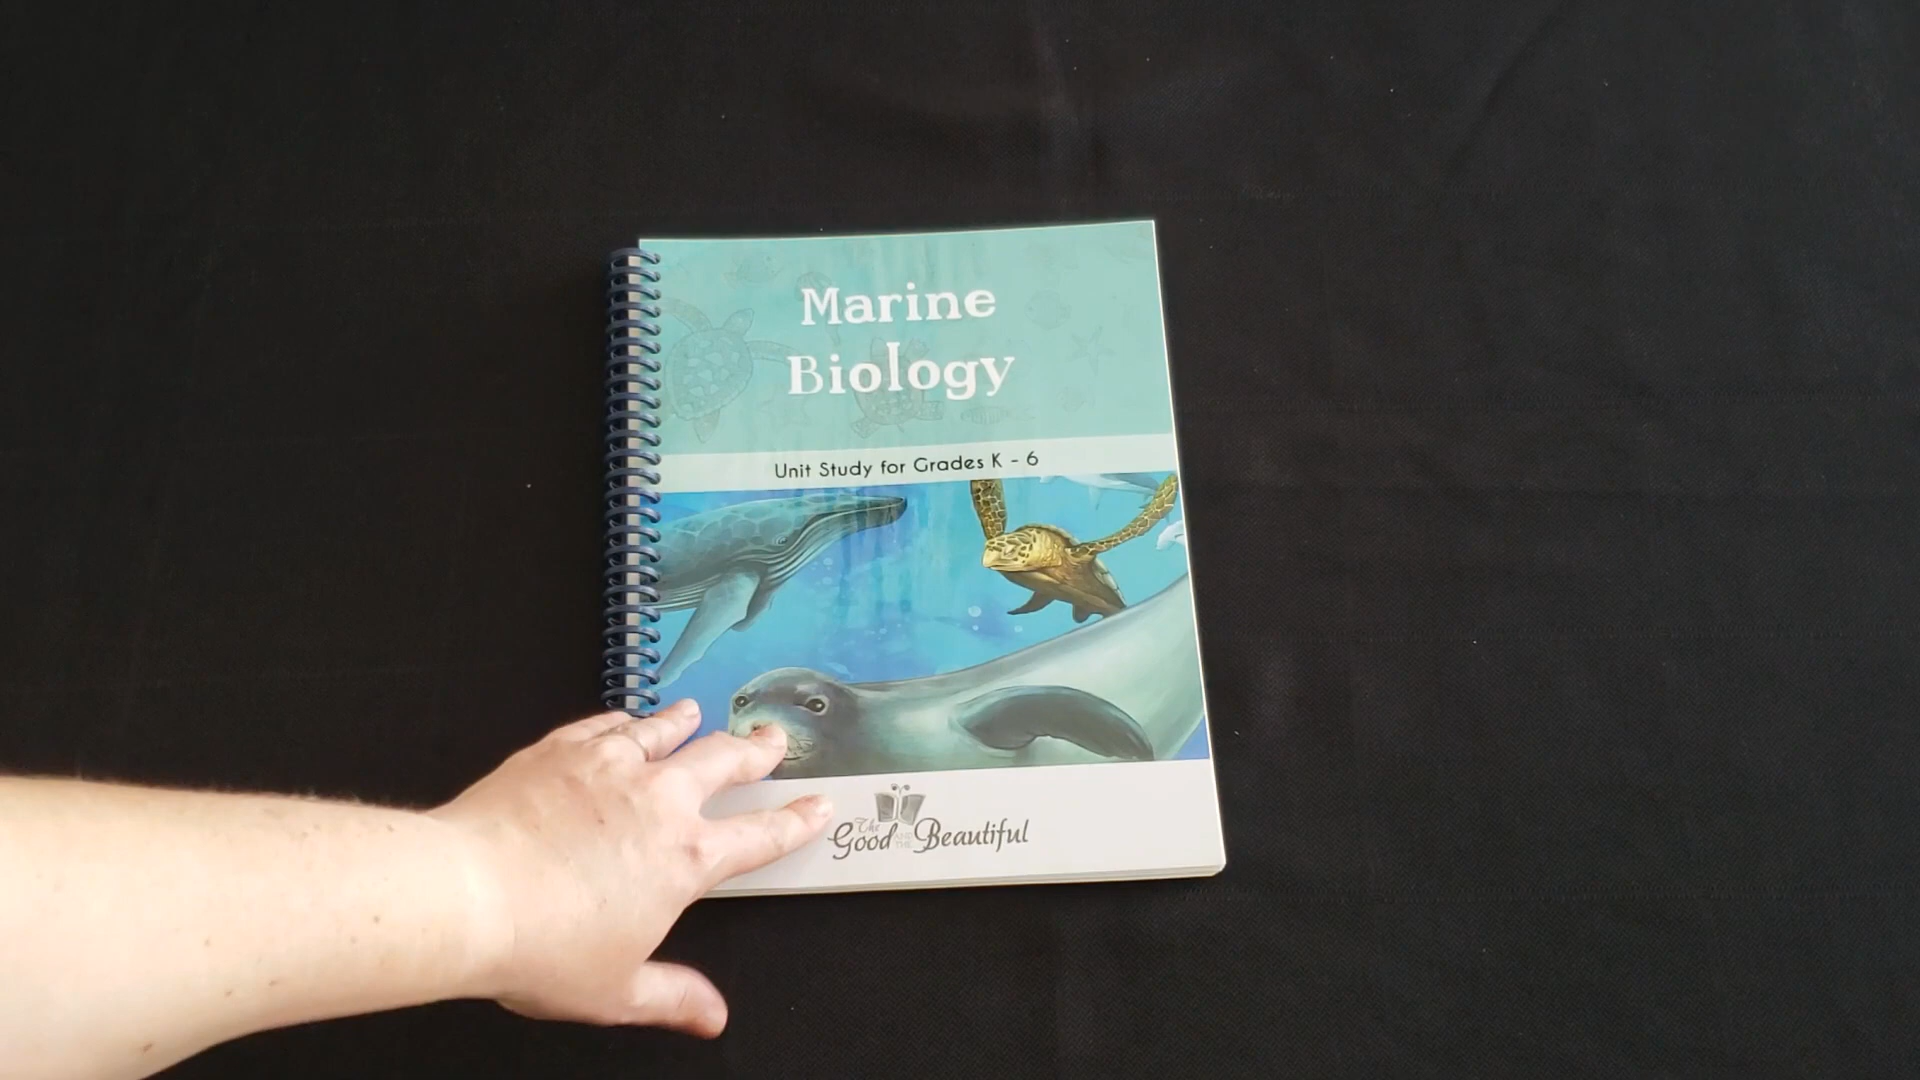 Marine
Biology
Unit Study for Grades K - 6
The
Good AND THE Beautiful